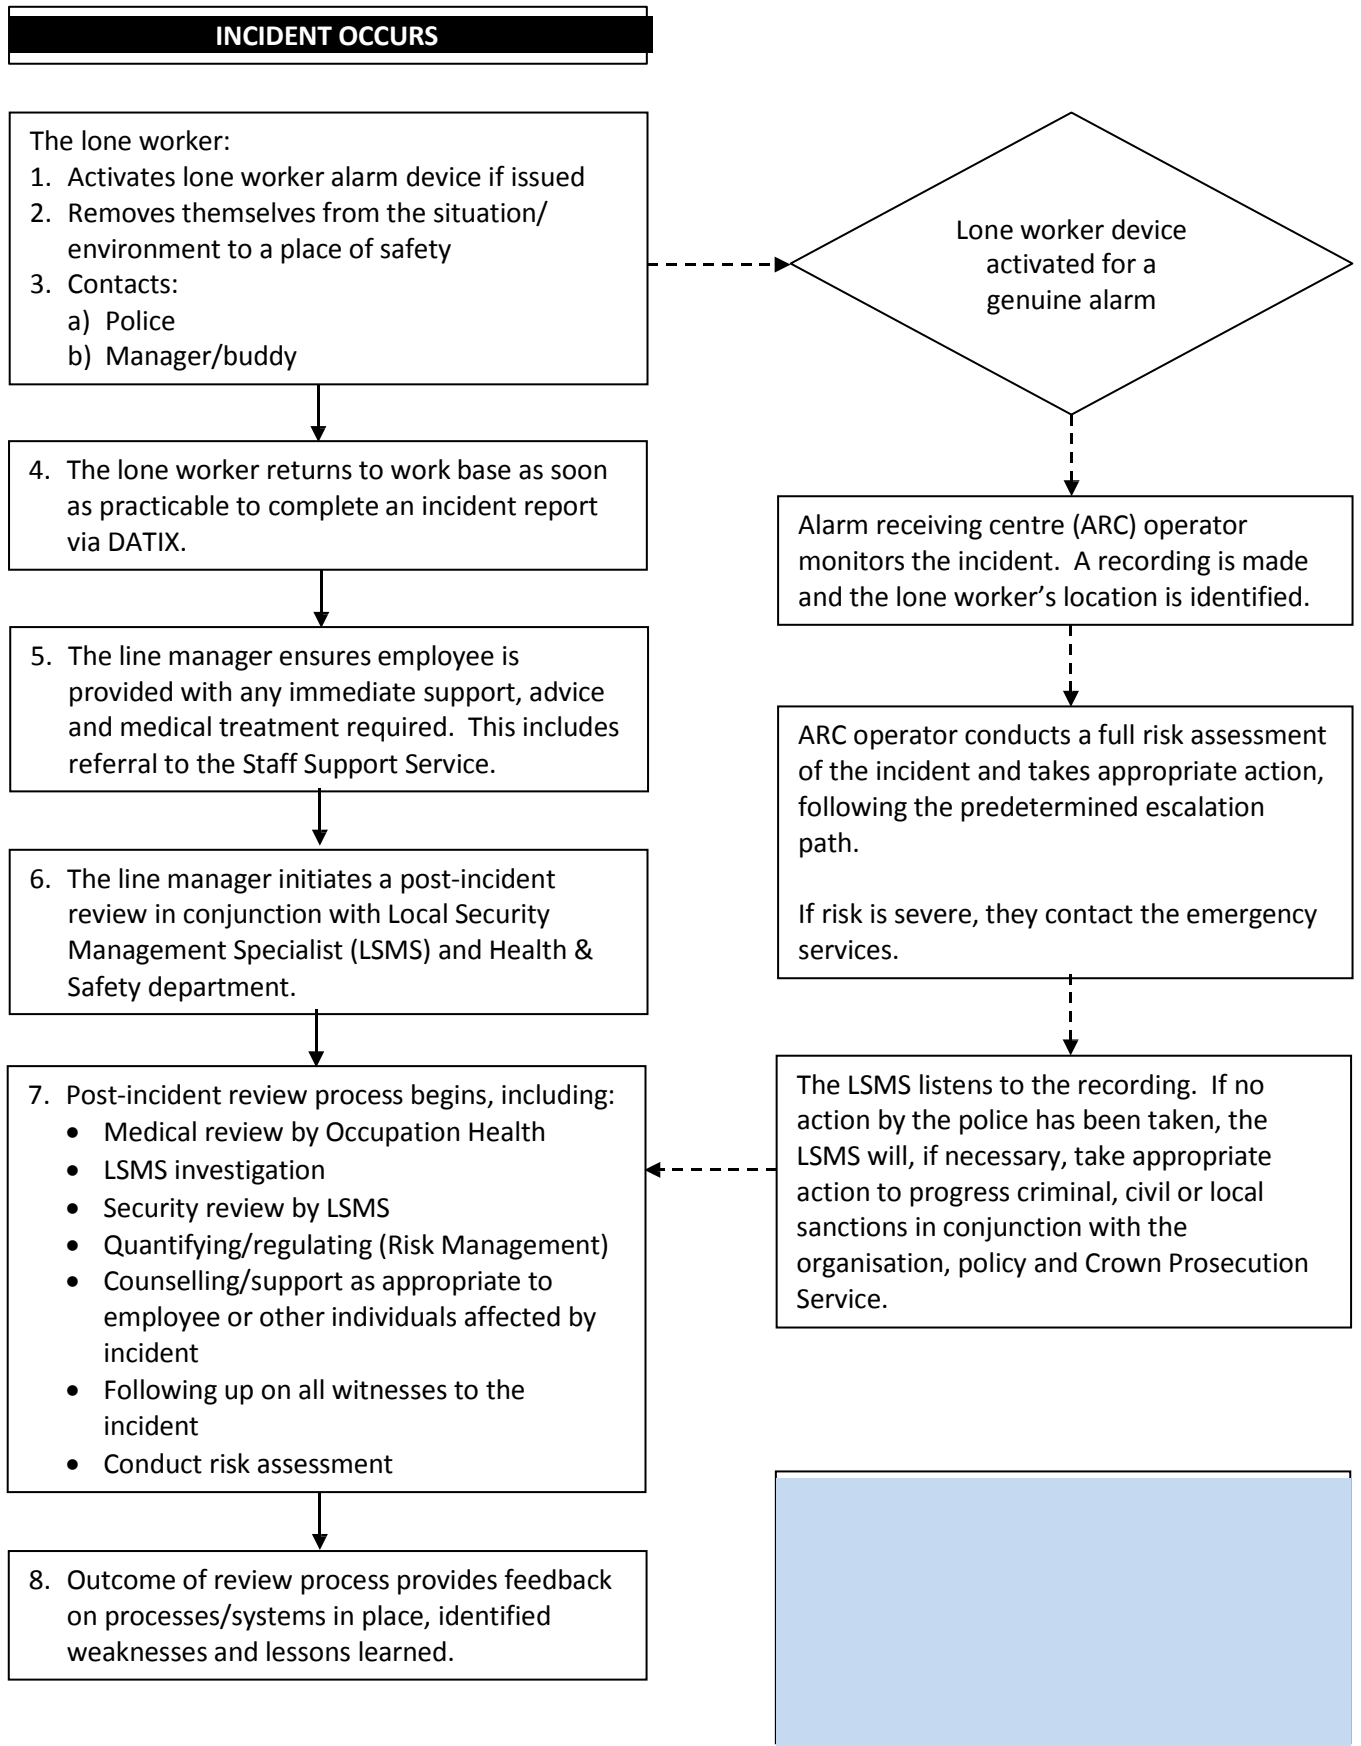 INCIDENT OCCURS
The lone worker:
1. Activates lone worker alarm device if issued
2. Removes themselves from the situation/
environment to a place of safety
3. Contacts:
a) Police
b) Manager/buddy
Lone worker device
activated for a
genuine alarm
4. The lone worker returns to work base as soon
as practicable to complete an incident report
via DATIX.
Alarm receiving centre (ARC) operator
monitors the incident. A recording is made
and the lone worker's location is identified.
5. The line manager ensures employee is
provided with any immediate support, advice
and medical treatment required. This includes
referral to the Staff Support Service.
ARC operator conducts a full risk assessment
of the incident and takes appropriate action,
following the predetermined escalation
path.
If risk is severe, they contact the emergency
services.
6. The line manager initiates a post-incident
review in conjunction with Local Security
Management Specialist (LSMS) and Health &
Safety department.
7. Post-incident review process begins, including:
• Medical review by Occupation Health
• LSMS investigation
• Security review by LSMS
• Quantifying/regulating (Risk Management)
• Counselling/support as appropriate to
employee or other individuals affected by
incident
• Following up on all witnesses to the
incident
• Conduct risk assessment
The LSMS listens to the recording. If no
action by the police has been taken, the
LSMS will, if necessary, take appropriate
action to progress criminal, civil or local
sanctions in conjunction with the
organisation, policy and Crown Prosecution
Service.
8. Outcome of review process provides feedback
on processes/systems in place, identified
weaknesses and lessons learned.